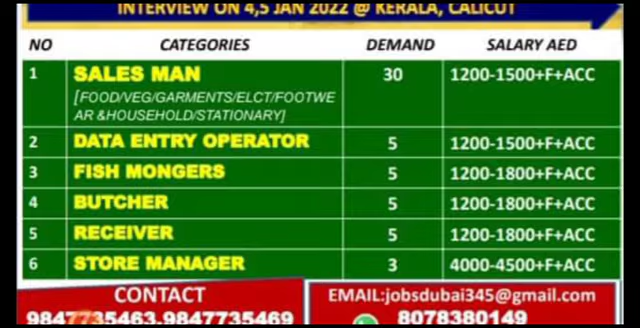 INTERVIEW ON 4,5 JAN 2022 @ KERALA, CALICUT
NO CATEGORIES DEMAND SALARY AED
1 SALES MAN 30 1200-1500+F+ACC
[FOOD/VEG/GARMENTS/ELCT/FOOTWE
AR &HOUSEHOLD/STATIONARY]
2 DATA ENTRY OPERATOR 5 1200-1500+F+ACC
3 FISH MONGERS 5 1200-1800+F+ACC
4 BUTCHER 5 1200-1800+F+ACC
5 RECEIVER 5 1200-1800+F+ACC
6 STORE MANAGER 3 4000-4500+F+ACC
CONTACT EMAIL:jobsdubai345@gmail.com
9847735463,9847735469 8078380149